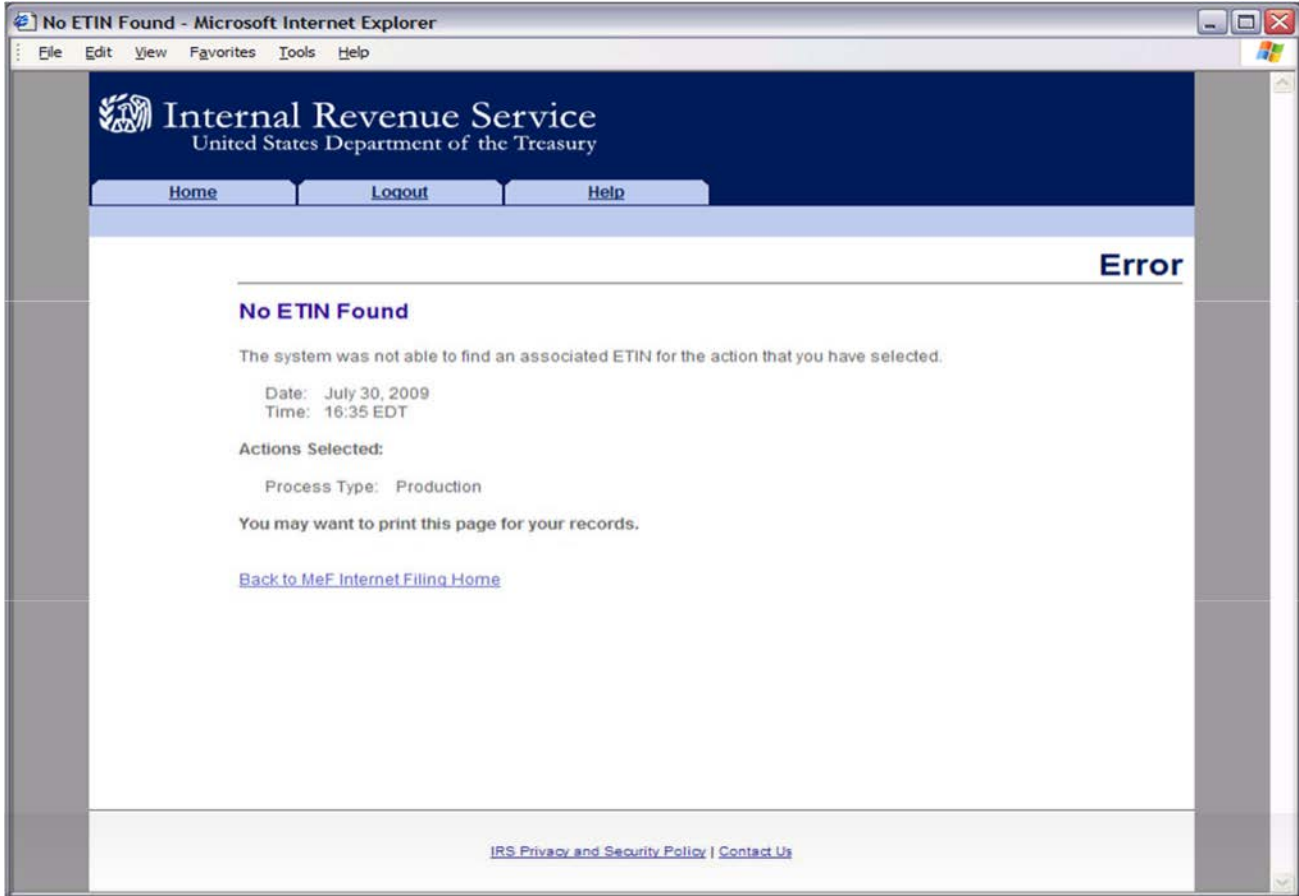 No ETIN Found - Microsoft Internet Explorer
File Edit View Favorites Tools Help
Internal Revenue Service
United States Department of the Treasury
Home Logout Help
Error
No ETIN Found
The system was not able to find an associated ETIN for the action that you have selected.
Date: July 30, 2009
Time: 16:35 EDT
Actions Selected:
Process Type: Production
You may want to print this page for your records.
Back to MeF Internet Filing Home
IRS Privacy and Security Policy | Contact Us